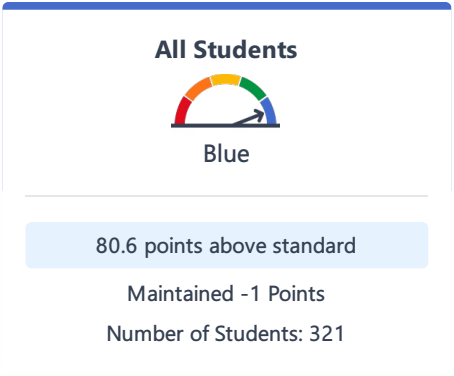 All Students
Blue
80.6 points above standard
Maintained -1 Points
Number of Students: 321